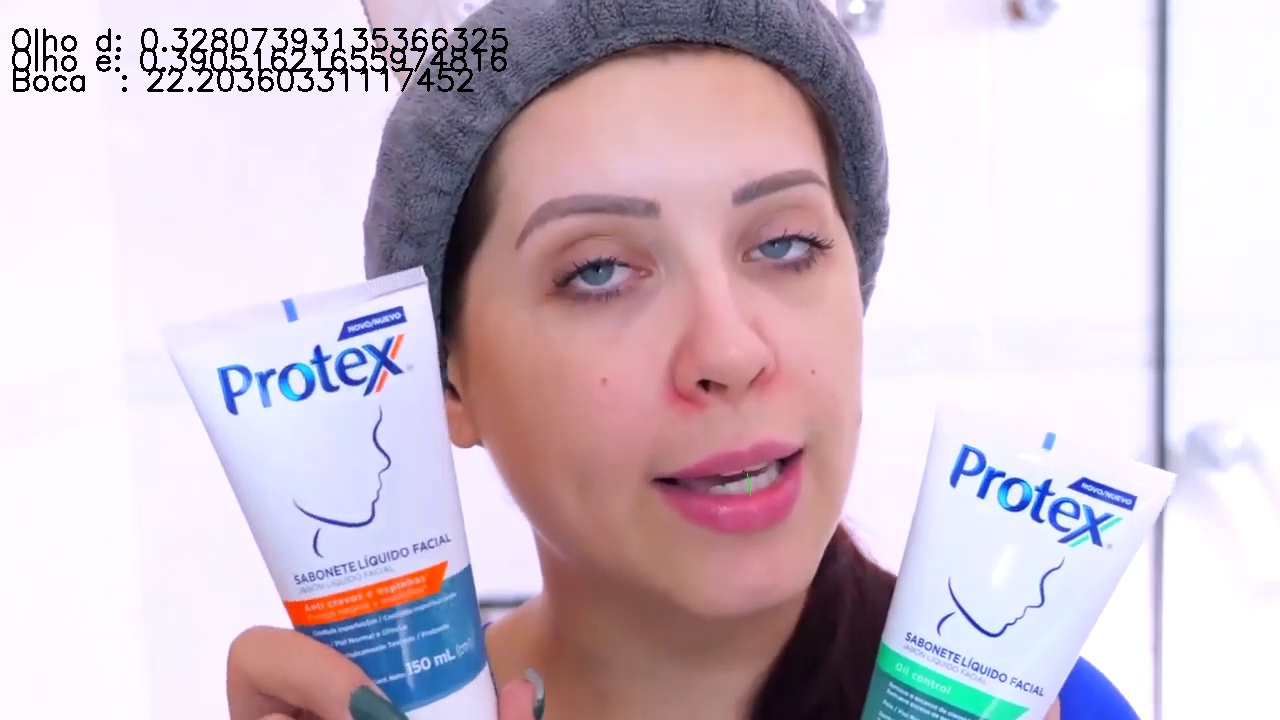 Olho d: 0.32807393135366325
Olho e: 0.39051621655974816
Boca : 22.20360331117452
NOVO/NUEVO
Protex
SABONETE LÍQUIDO FACIAL
JABÓN LÍQUIDO FACIAL
Anti cravos e espinhas
150 mL
NOVO/NUEVO
Protex
SABONETE LÍQUIDO FACIAL
JABÓN LÍQUIDO FACIAL
Oil control